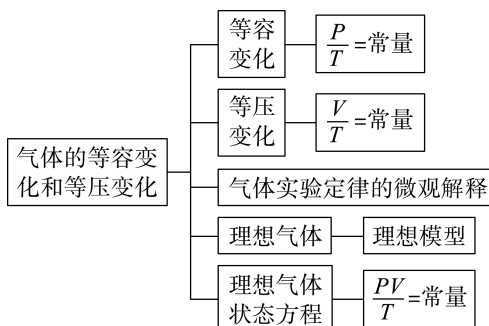 等容
变化
P/T=常量
等压
变化
V/T=常量
气体的等容变
化和等压变化
气体实验定律的微观解释
理想气体
理想模型
理想气体
状态方程
PV/T=常量